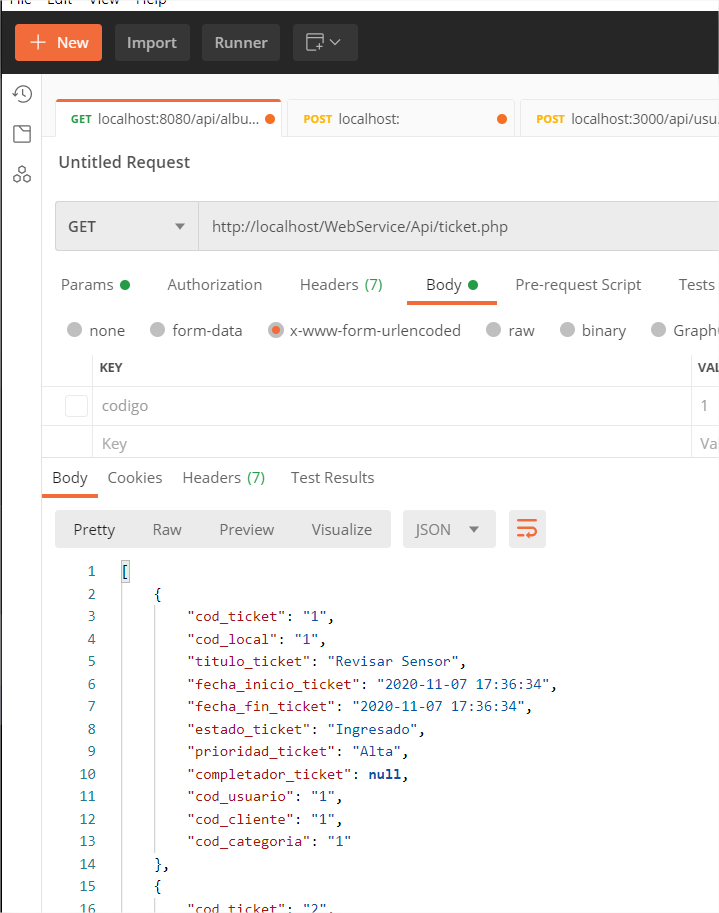 File Edit View Help
New Import Runner
GET localhost:8080/api/albu... POST localhost: POST localhost:3000/api/usu
Untitled Request
GET http://localhost/WebService/Api/ticket.php
Params Authorization Headers (7) Body Pre-request Script Tests
none form-data x-www-form-urlencoded raw binary Graph
KEY VAL
codigo 1
Key Va
Body Cookies Headers (7) Test Results
Pretty Raw Preview Visualize JSON
1 [
2 {
3 "cod_ticket": "1",
4 "cod_local": "1",
5 "titulo_ticket": "Revisar Sensor",
6 "fecha_inicio_ticket": "2020-11-07 17:36:34",
7 "fecha_fin_ticket": "2020-11-07 17:36:34",
8 "estado_ticket": "Ingresado",
9 "prioridad_ticket": "Alta",
10 "completador_ticket": null,
11 "cod_usuario": "1",
12 "cod_cliente": "1",
13 "cod_categoria": "1"
14 },
15 {
16 "cod_ticket": "2",